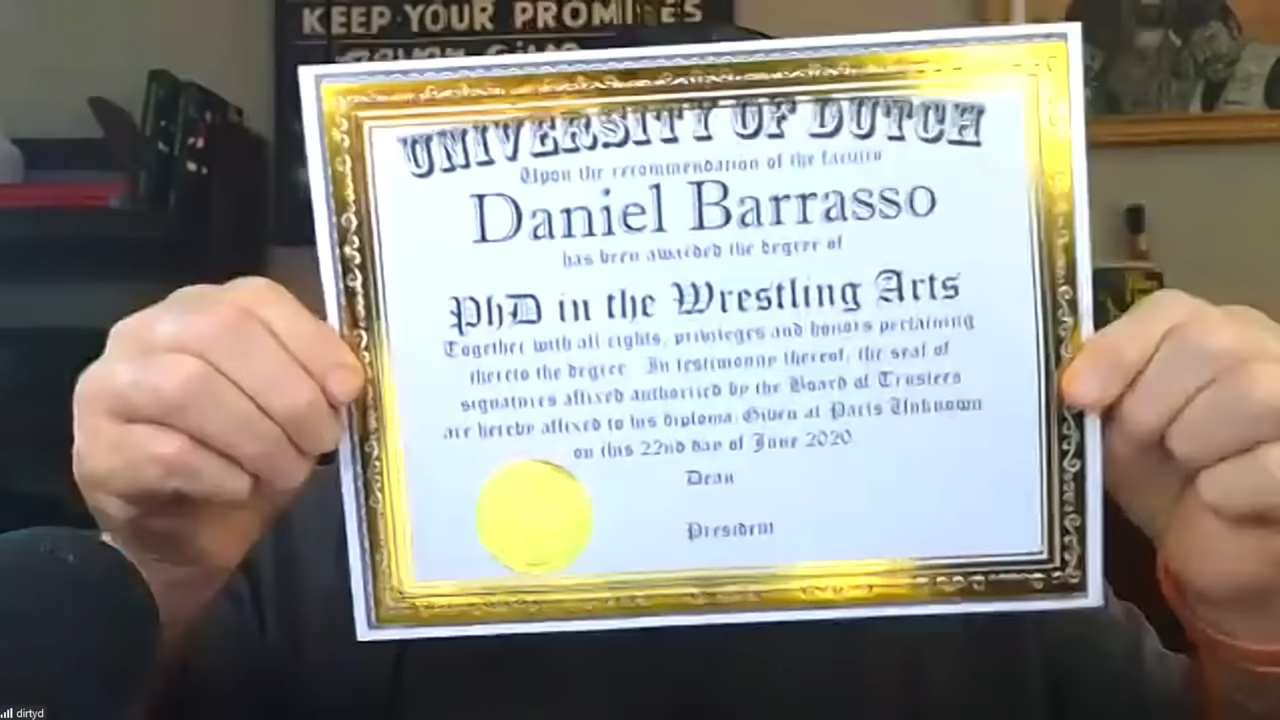 KEEP YOUR PROMISES
UNIVERSITY OF DUTCH
Upon the recommendation of the faculty
Daniel Barrasso
has been awarded the degree of
PhD in the Wrestling Arts
Together with all rights, privileges and honors pertaining
thereto the degree In testimonny thereof, the seal of
signatures affixed authorized by the Board of Trustees
are hereby affixed to his diploma. Given at Parts Unknown
on this 22nd day of June 2020
Dean
President
dirtyd